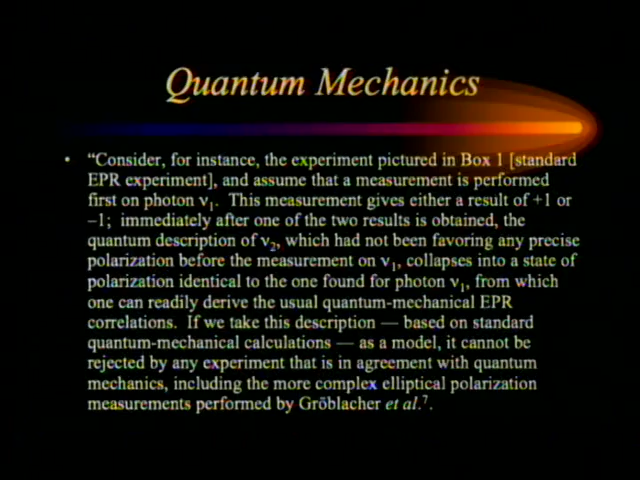 Quantum Mechanics
• “Consider, for instance, the experiment pictured in Box 1 [standard
EPR experiment], and assume that a measurement is performed
first on photon ν₁. This measurement gives either a result of +1 or
–1; immediately after one of the two results is obtained, the
quantum description of ν₂, which had not been favoring any precise
polarization before the measurement on ν₁, collapses into a state of
polarization identical to the one found for photon ν₁, from which
one can readily derive the usual quantum-mechanical EPR
correlations. If we take this description — based on standard
quantum-mechanical calculations — as a model, it cannot be
rejected by any experiment that is in agreement with quantum
mechanics, including the more complex elliptical polarization
measurements performed by Gröblacher et al.⁷.